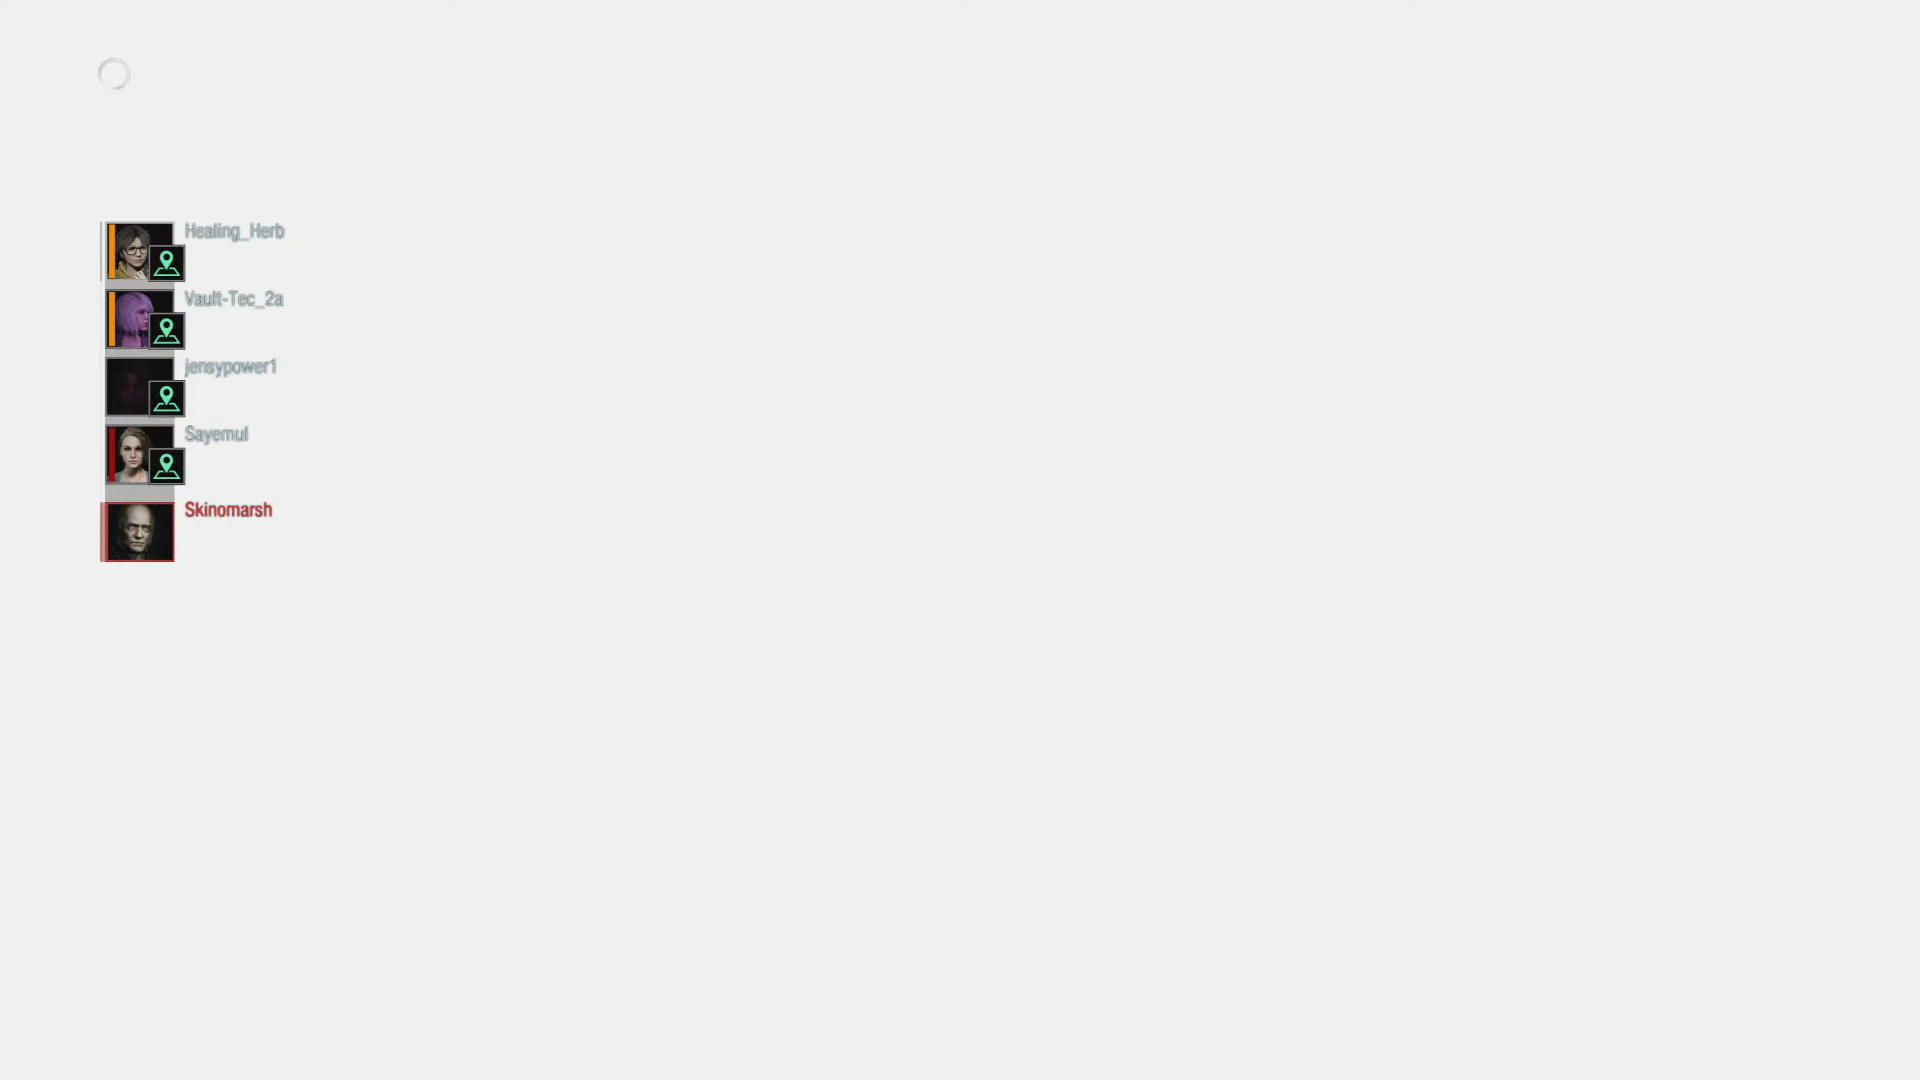 Healing_Herb
Vault-Tec_2a
jensypower1
Sayemul
Skinomarsh